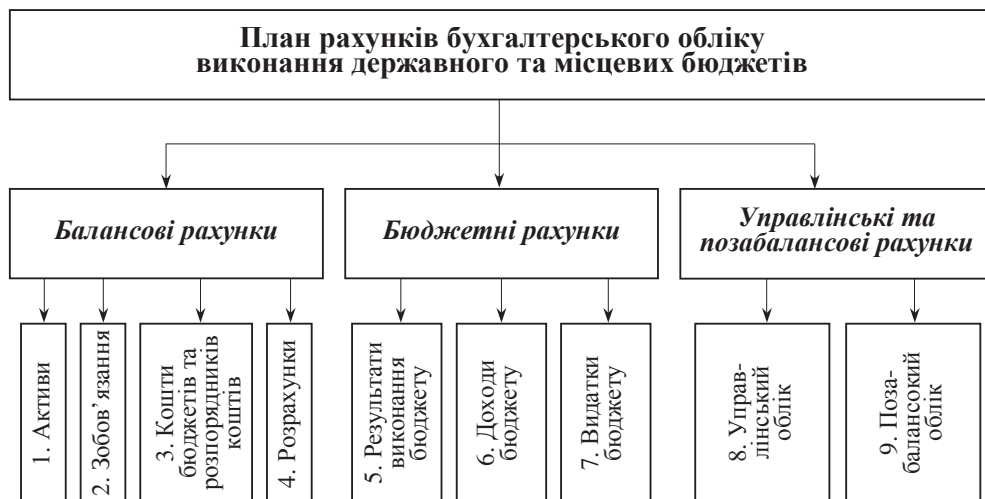 План рахунків бухгалтерського обліку
виконання державного та місцевих бюджетів
Балансові рахунки
Бюджетні рахунки
Управлінські та
позабалансові рахунки
1. Активи
2. Зобов’язання
3. Кошти
бюджетів та
розпорядників
коштів
4. Розрахунки
5. Результати
виконання
бюджету
6. Доходи
бюджету
7. Видатки
бюджету
8. Управ-
лінський
облік
9. Поза-
балансокий
облік